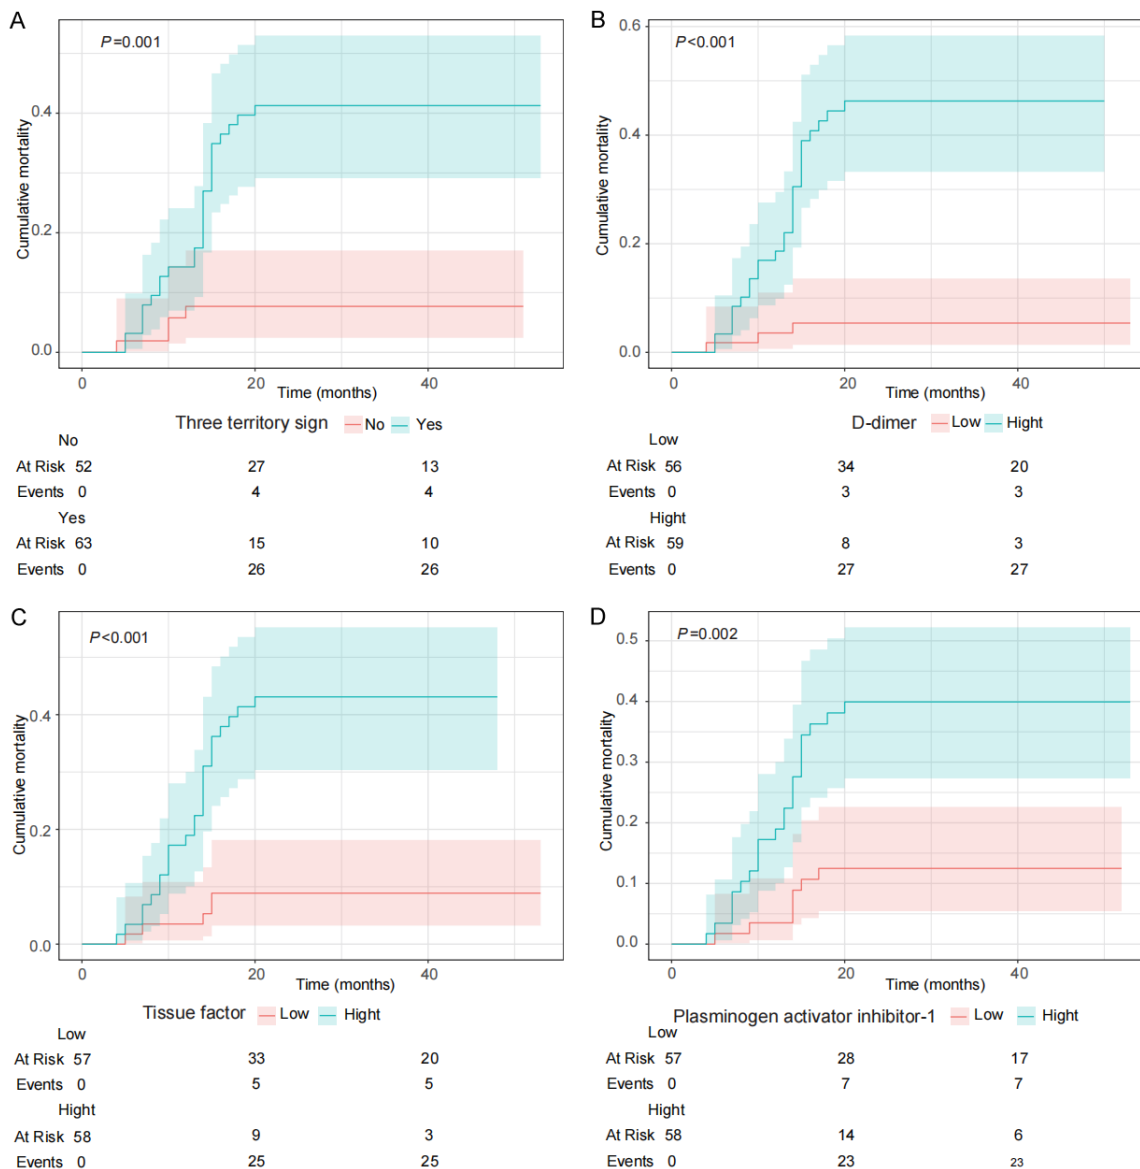 A
P=0.001
Cumulative mortality
0.4
0.2
0.0
0
20
40
Time (months)
Three territory sign No Yes
No
At Risk 52 27 13
Events 0 4 4
Yes
At Risk 63 15 10
Events 0 26 26
B
P<0.001
Cumulative mortality
0.6
0.4
0.2
0.0
0
20
40
Time (months)
D-dimer Low Hight
Low
At Risk 56 34 20
Events 0 3 3
Hight
At Risk 59 8 3
Events 0 27 27
C
P<0.001
Cumulative mortality
0.4
0.2
0.0
0
20
40
Time (months)
Tissue factor Low Hight
Low
At Risk 57 33 20
Events 0 5 5
Hight
At Risk 58 9 3
Events 0 25 25
D
P=0.002
Cumulative mortality
0.5
0.4
0.3
0.2
0.1
0.0
0
20
40
Time (months)
Plasminogen activator inhibitor-1 Low Hight
Low
At Risk 57 28 17
Events 0 7 7
Hight
At Risk 58 14 6
Events 0 23 23